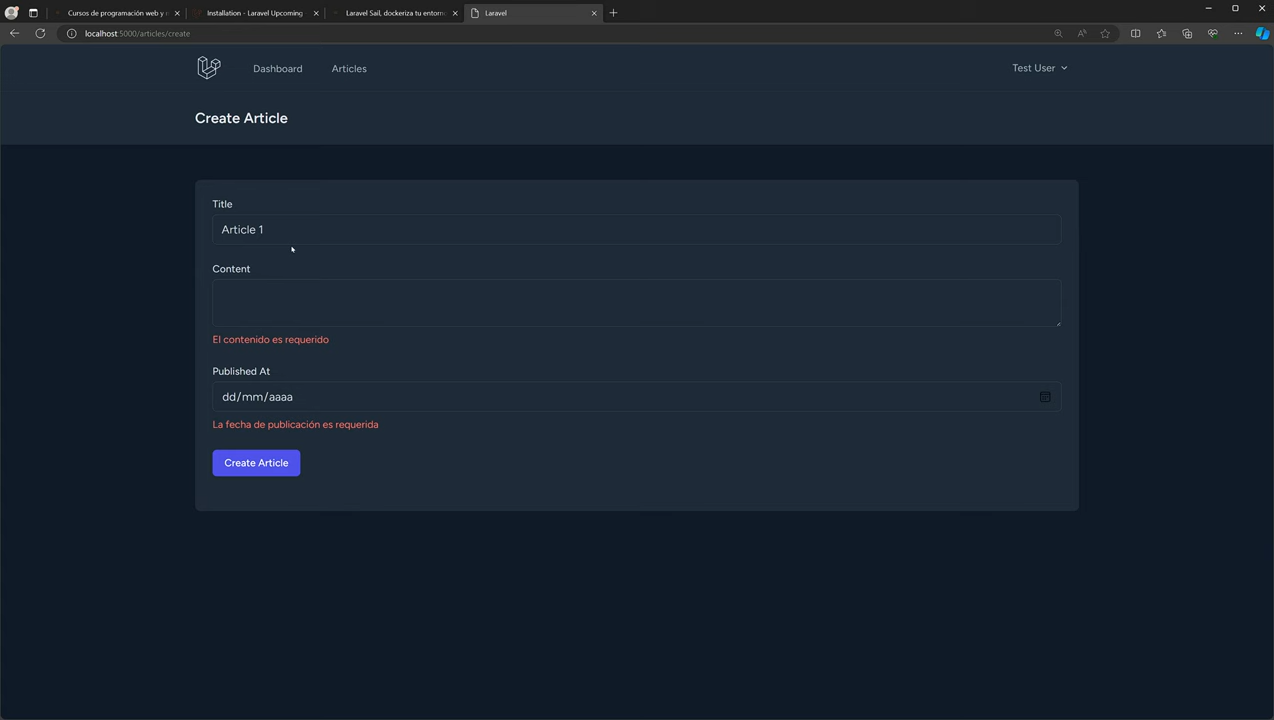 Cursos de programación web y m
Installation - Laravel Upcoming
Laravel Sail, dockeriza tu entorn
Laravel
localhost:5000/articles/create
Dashboard
Articles
Test User
Create Article
Title
Article 1
Content
El contenido es requerido
Published At
dd/mm/aaaa
La fecha de publicación es requerida
Create Article